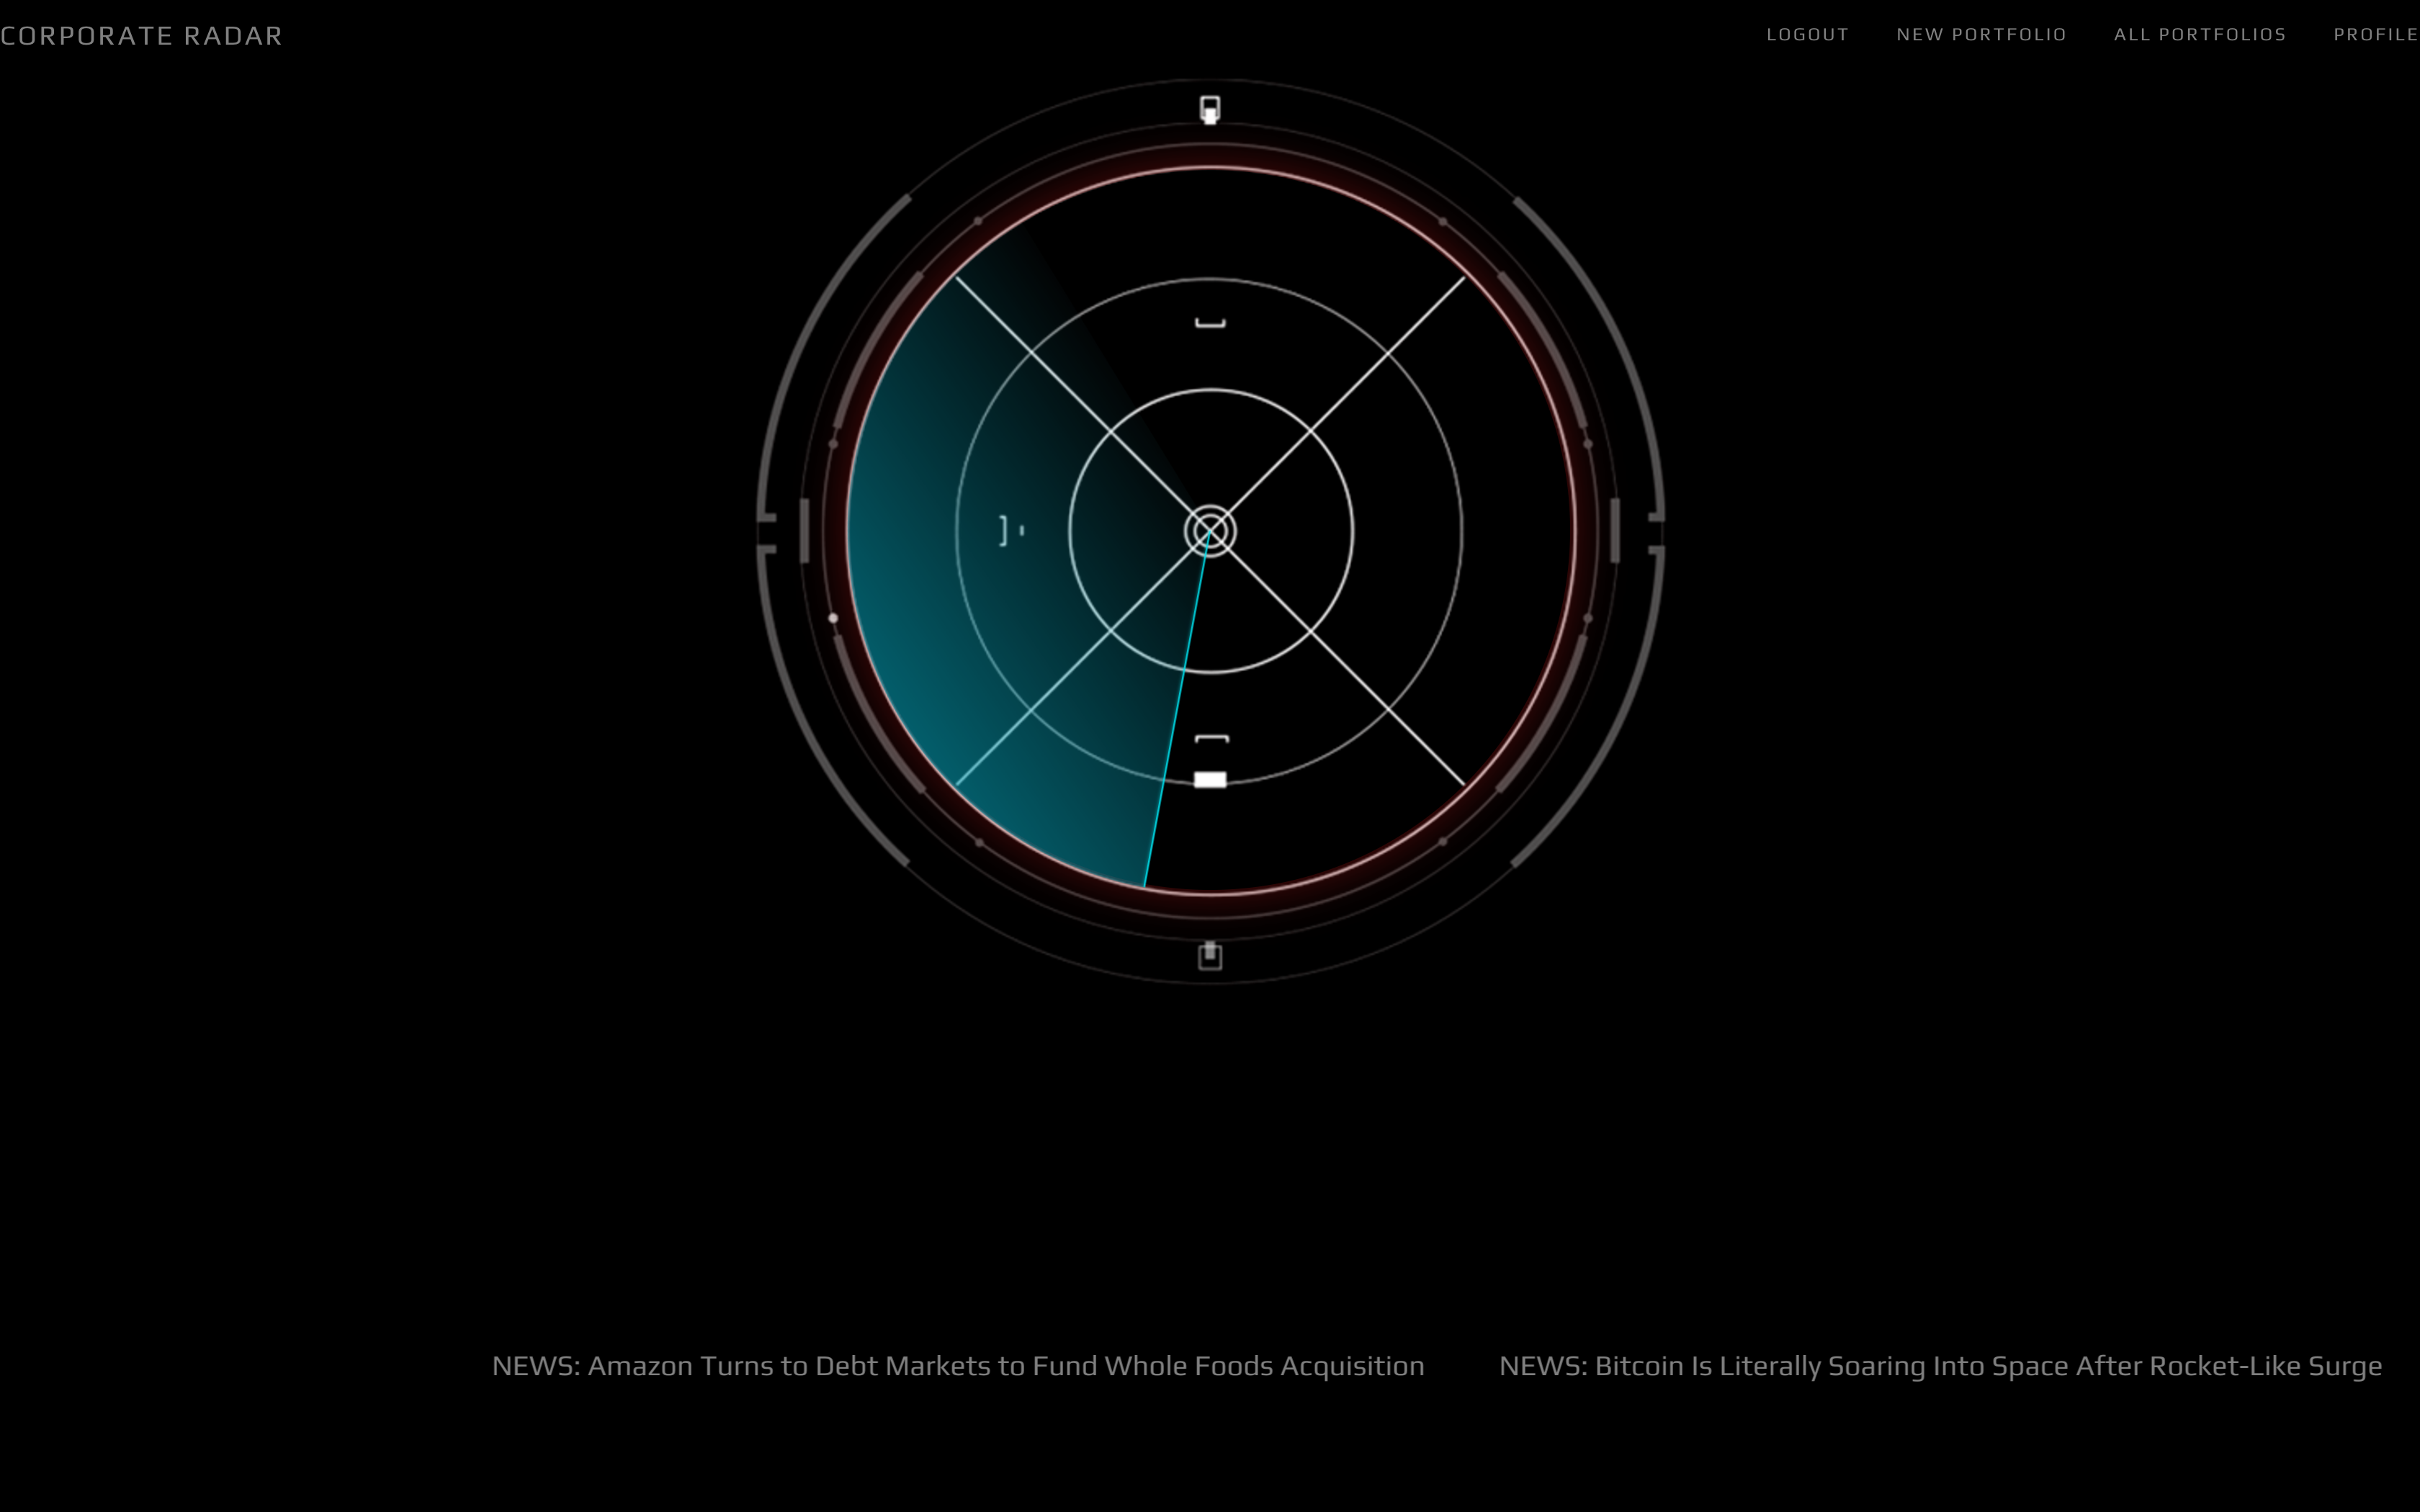 CORPORATE RADAR
LOGOUT NEW PORTFOLIO ALL PORTFOLIOS PROFILE
NEWS: Amazon Turns to Debt Markets to Fund Whole Foods Acquisition
NEWS: Bitcoin Is Literally Soaring Into Space After Rocket-Like Surge